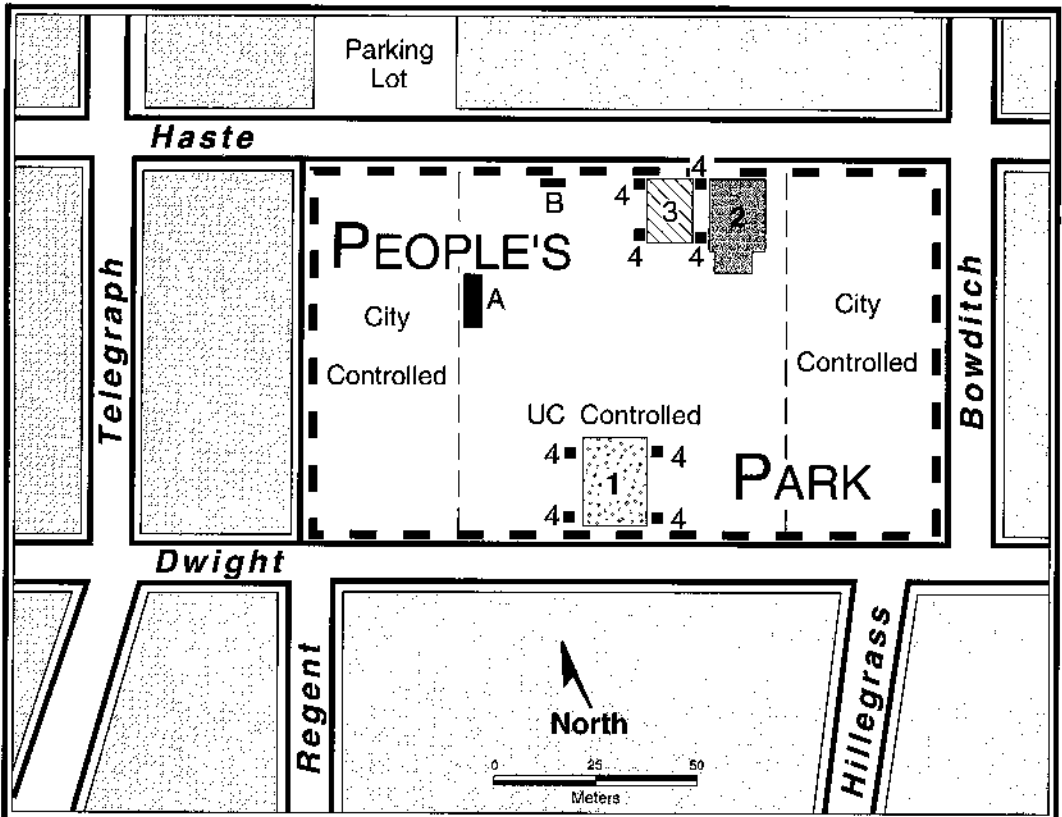 Parking
Lot
Haste
4
4
3
2
B
4
4
PEOPLE'S
A
City
Controlled
City
Controlled
Telegraph
Bowditch
UC Controlled
4
4
1
PARK
4
4
Dwight
Regent
North
Hillegrass
0 25 50
Meters